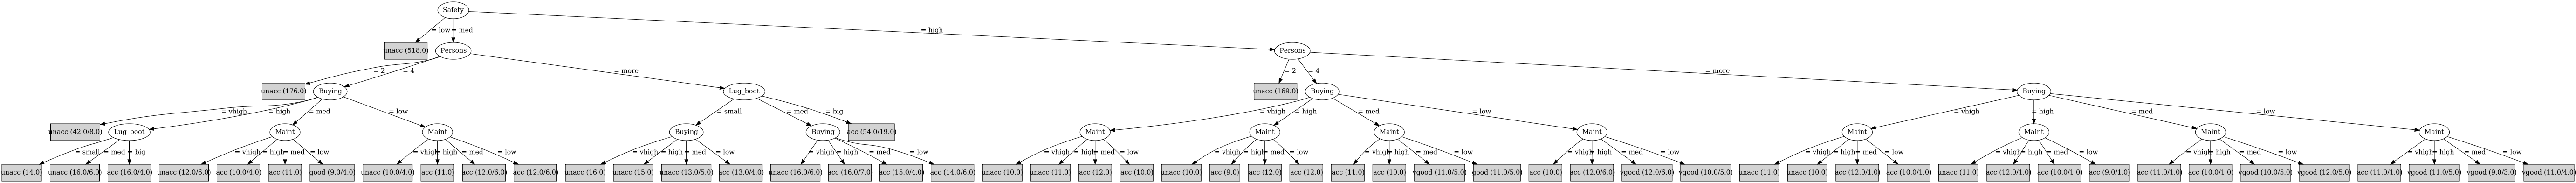 Safety
= low = med = high
unacc (518.0) Persons Persons
= 2 = 4 = more = 2 = 4 = more
unacc (176.0) Buying Lug_boot unacc (169.0) Buying Buying
= vhigh = high = med = low = small = med = big = vhigh = high = med = low = vhigh = high = med = low
unacc (42.0/8.0) Lug_boot Maint Maint Buying Buying acc (54.0/19.0) Maint Maint Maint Maint Maint Maint Maint Maint
= small = med = big = vhigh = high = med = low = vhigh = high = med = low = vhigh = high = med = low = vhigh = high = med = low = vhigh = high = med = low = vhigh = high = med = low = vhigh = high = med = low = vhigh = high = med = low = vhigh = high = med = low = vhigh = high = med = low = vhigh = high = med = low = vhigh = high = med = low
unacc (14.0) unacc (16.0/6.0) acc (16.0/4.0) unacc (12.0/6.0) acc (10.0/4.0) acc (11.0) good (9.0/4.0) unacc (10.0/4.0) acc (11.0) acc (12.0/6.0) acc (12.0/6.0) unacc (16.0) unacc (15.0) unacc (13.0/5.0) acc (13.0/4.0) unacc (16.0/6.0) acc (16.0/7.0) acc (15.0/4.0) acc (14.0/6.0) unacc (10.0) unacc (11.0) acc (12.0) acc (10.0) unacc (10.0) acc (9.0) acc (12.0) acc (12.0) acc (11.0) acc (10.0) vgood (11.0/5.0) good (11.0/5.0) acc (10.0) acc (12.0/6.0) vgood (12.0/6.0) vgood (10.0/5.0) unacc (11.0) unacc (10.0) acc (12.0/1.0) acc (10.0/1.0) unacc (11.0) acc (12.0/1.0) acc (10.0/1.0) acc (9.0/1.0) acc (11.0/1.0) acc (10.0/1.0) vgood (10.0/5.0) vgood (12.0/5.0) acc (11.0/1.0) vgood (11.0/5.0) vgood (9.0/3.0) vgood (11.0/4.0)